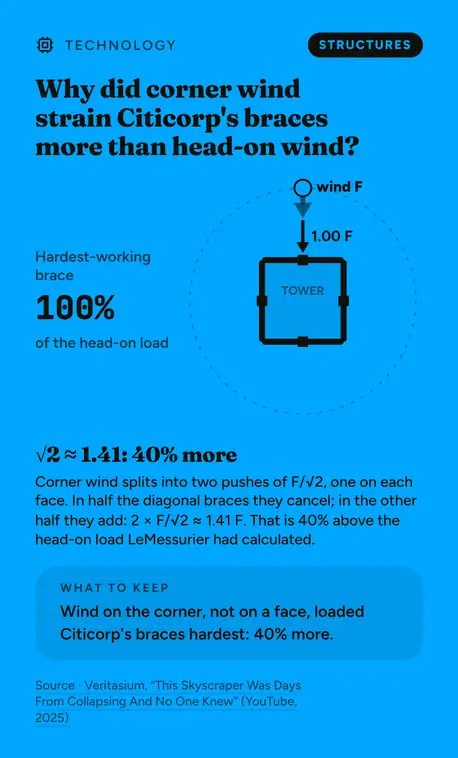 TECHNOLOGY
STRUCTURES
Why did corner wind
strain Citicorp's braces
more than head-on wind?
wind F
1.00 F
TOWER
Hardest-working
brace
100%
of the head-on load
√2 ≈ 1.41: 40% more
Corner wind splits into two pushes of F/√2, one on each
face. In half the diagonal braces they cancel; in the other
half they add: 2 × F/√2 ≈ 1.41 F. That is 40% above the
head-on load LeMessurier had calculated.
WHAT TO KEEP
Wind on the corner, not on a face, loaded
Citicorp's braces hardest: 40% more.
Source · Veritasium, “This Skyscraper Was Days
From Collapsing And No One Knew” (YouTube,
2025)